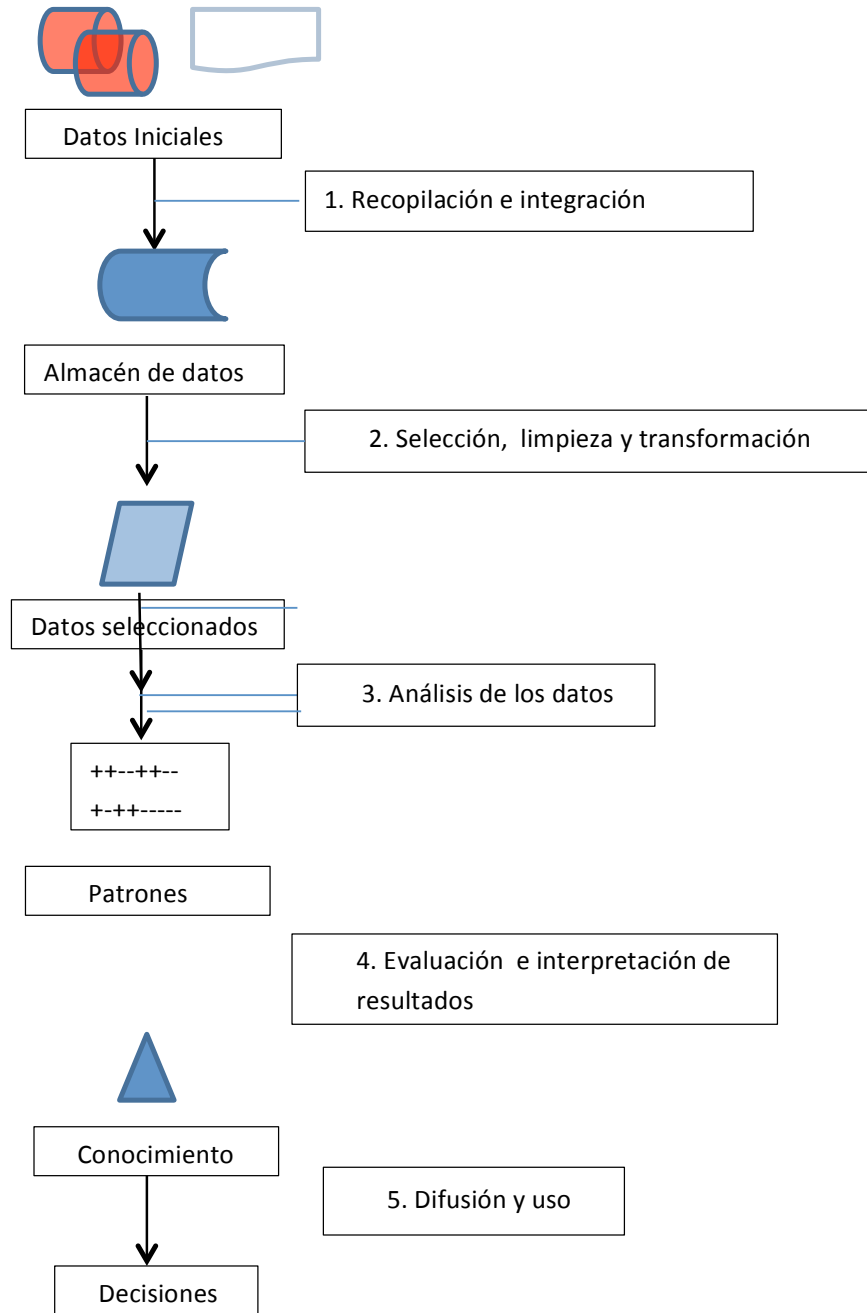 Datos Iniciales
1. Recopilación e integración
Almacén de datos
2. Selección, limpieza y transformación
Datos seleccionados
3. Análisis de los datos
++--++--
+-++-----
Patrones
4. Evaluación e interpretación de
resultados
Conocimiento
5. Difusión y uso
Decisiones